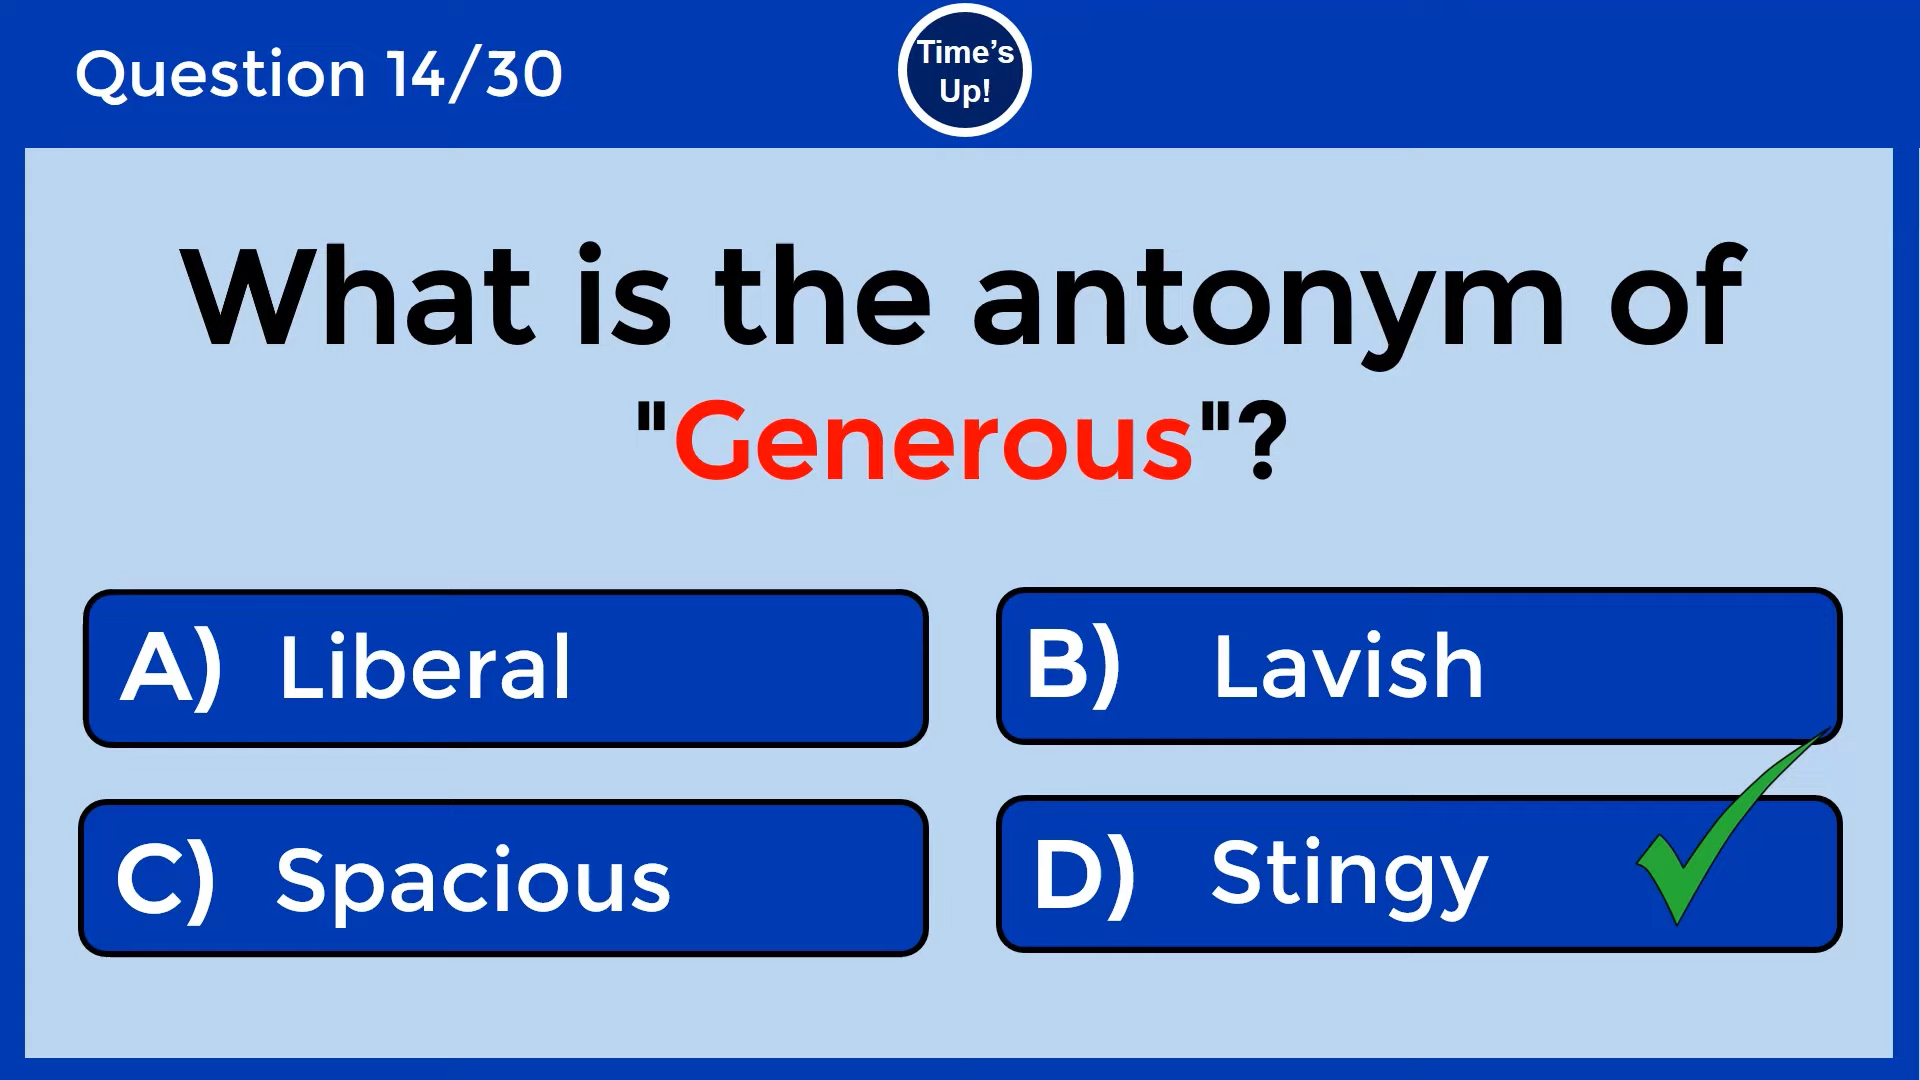 Question 14/30
Time’s
Up!
What is the antonym of
"Generous"?
A) Liberal
B) Lavish
C) Spacious
D) Stingy